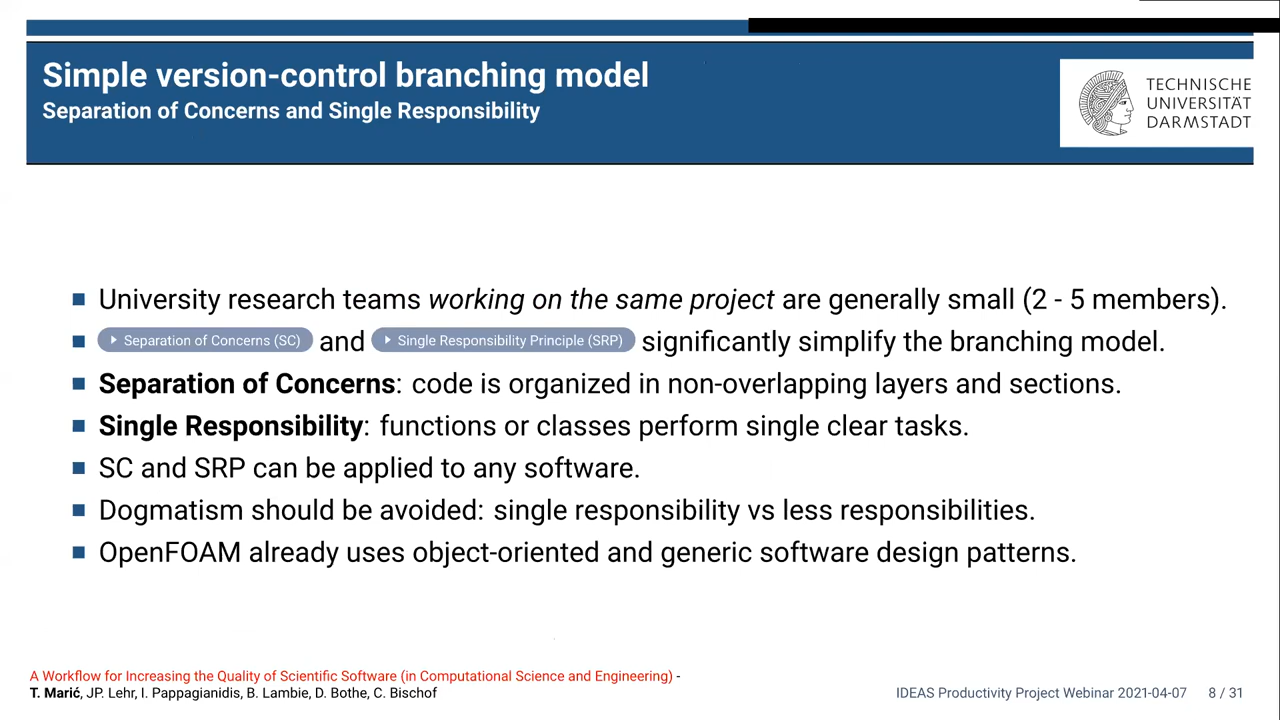 Simple version-control branching model
Separation of Concerns and Single Responsibility
TECHNISCHE
UNIVERSITÄT
DARMSTADT
University research teams working on the same project are generally small (2 - 5 members).
Separation of Concerns (SC) and Single Responsibility Principle (SRP) significantly simplify the branching model.
Separation of Concerns: code is organized in non-overlapping layers and sections.
Single Responsibility: functions or classes perform single clear tasks.
SC and SRP can be applied to any software.
Dogmatism should be avoided: single responsibility vs less responsibilities.
OpenFOAM already uses object-oriented and generic software design patterns.
A Workflow for Increasing the Quality of Scientific Software (in Computational Science and Engineering) -
T. Marić, JP. Lehr, I. Pappagianidis, B. Lambie, D. Bothe, C. Bischof
IDEAS Productivity Project Webinar 2021-04-07 8 / 31